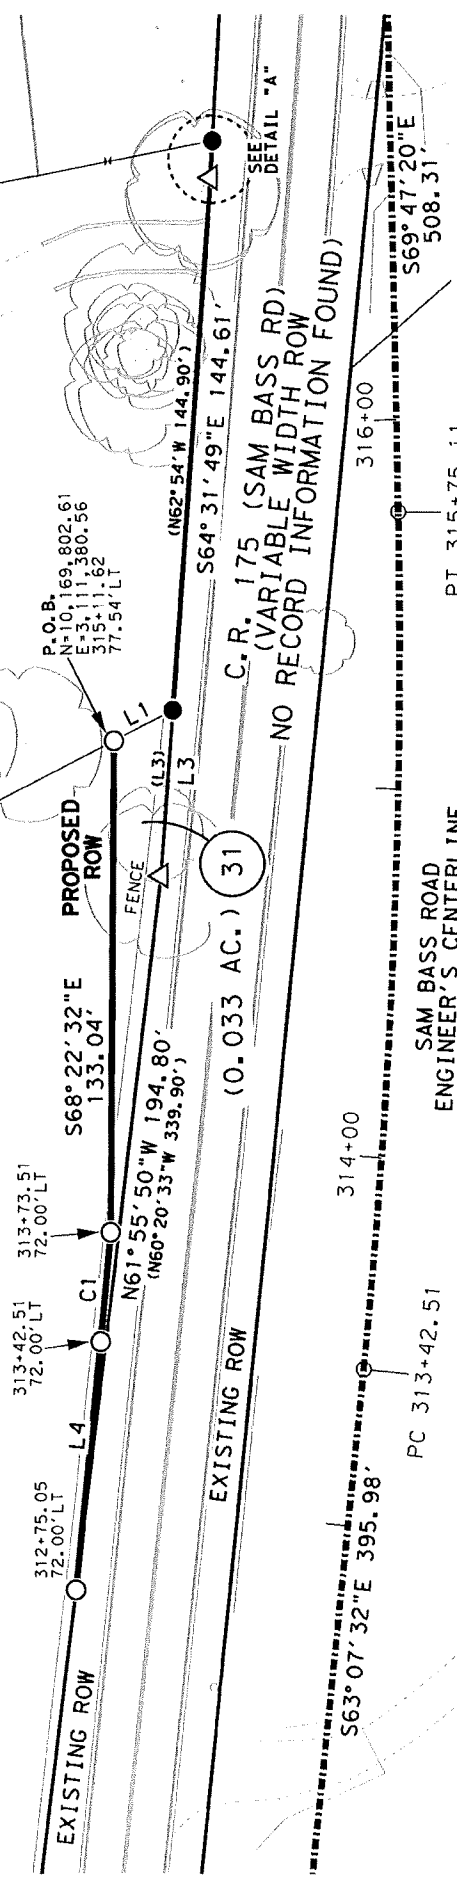 EXISTING ROW
312+75.05
72.00'LT
L4
313+42.51
72.00'LT
C1
313+73.51
72.00'LT
S68°22'32"E
133.04'
PROPOSED
ROW
P.O.B.
N=10,169,802.61
E=3,111,380.56
315+11.62
77.54'LT
L1
(L3)
L3
FENCE
31
(0.033 AC.)
N61°55'50"W 194.80'
(N60°20'33"W 339.90')
(N62°54'W 144.90')
S64°31'49"E 144.61'
SEE
DETAIL "A"
C.R. 175 (SAM BASS RD)
(VARIABLE WIDTH ROW
NO RECORD INFORMATION FOUND)
EXISTING ROW
S63°07'32"E 395.98'
PC 313+42.51
314+00
SAM BASS ROAD
ENGINEER'S CENTERLINE
316+00
PT 315+75.11
S69°47'20"E
508.31'